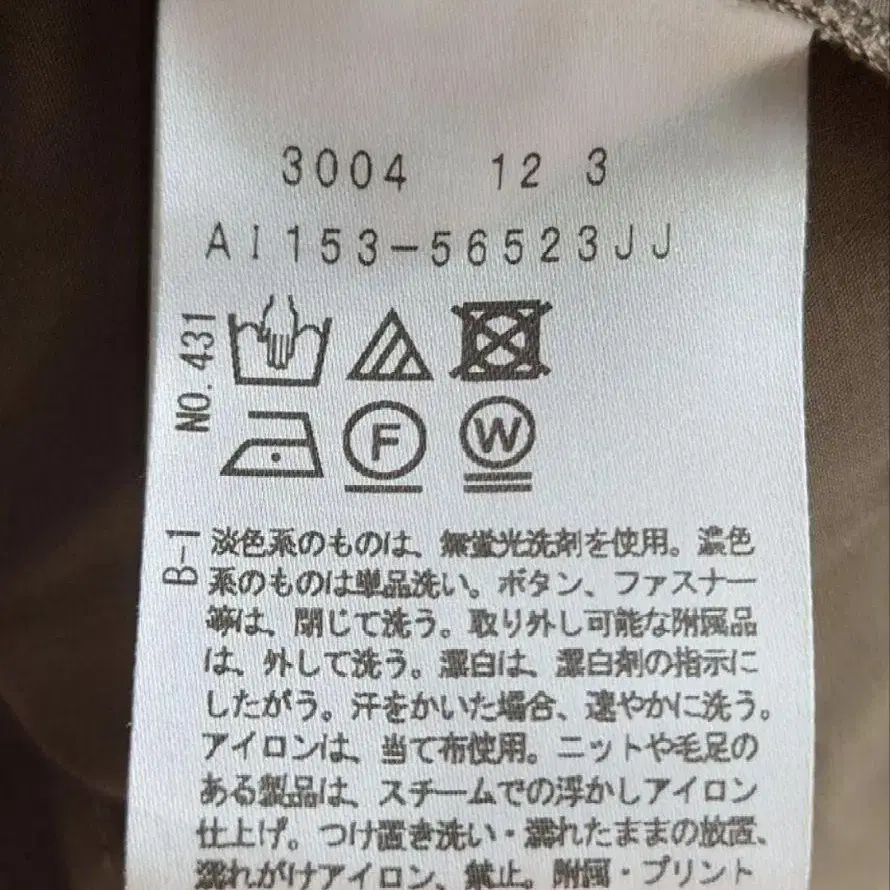 3004 12 3
AI153-56523JJ
NO.431
F W
B-1
淡色系のものは、無蛍光洗剤を使用。濃色
系のものは単品洗い。ボタン、ファスナー
等は、閉じて洗う。取り外し可能な附属品
は、外して洗う。漂白は、漂白剤の指示に
したがう。汗をかいた場合、速やかに洗う。
アイロンは、当て布使用。ニットや毛足の
ある製品は、スチームでの浮かしアイロン
仕上げ。つけ置き洗い・濡れたままの放置、
濡れがけアイロン、禁止。附属・プリント